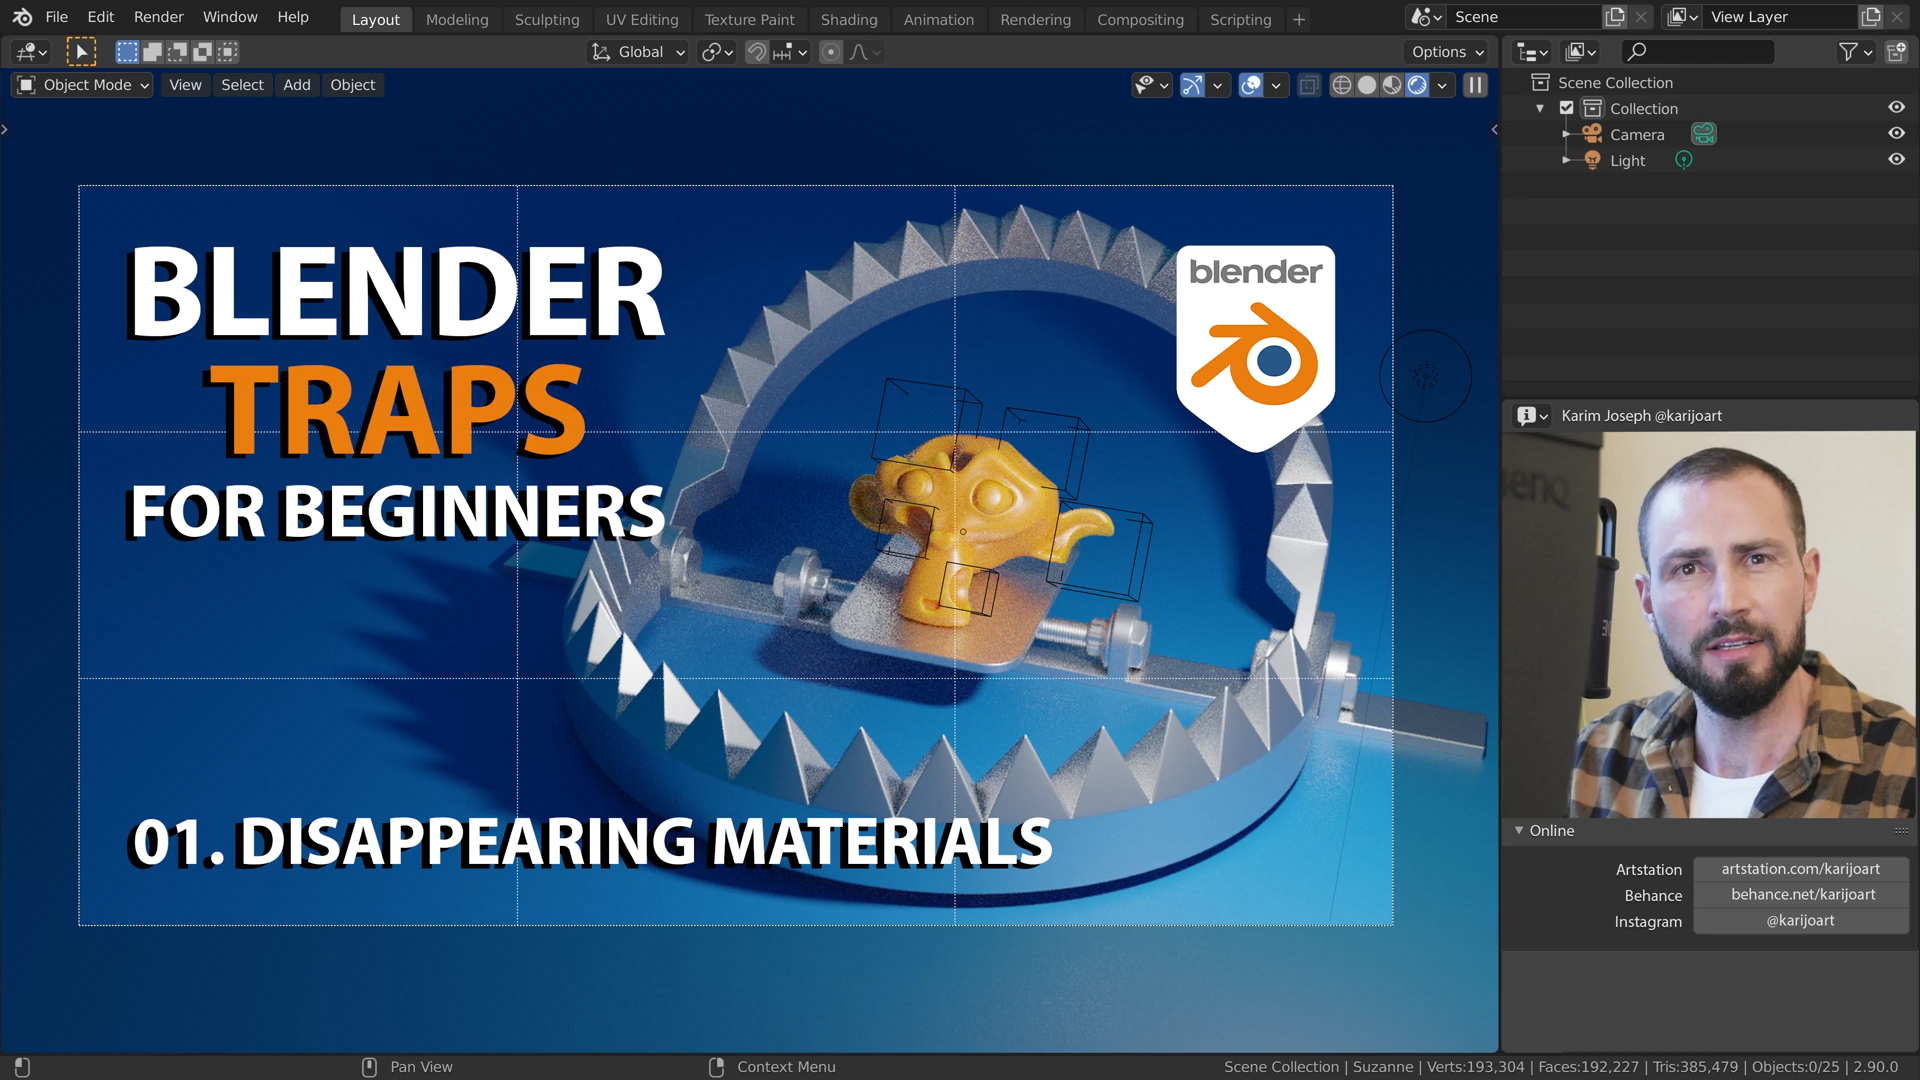 File Edit Render Window Help
Layout Modeling Sculpting UV Editing Texture Paint Shading Animation Rendering Compositing Scripting +
Scene
View Layer
Global
Options
Object Mode View Select Add Object
Scene Collection
Collection
Camera
Light
BLENDER
TRAPS
FOR BEGINNERS
blender
01. DISAPPEARING MATERIALS
Karim Joseph @karijoart
Online
Artstation artstation.com/karijoart
Behance behance.net/karijoart
Instagram @karijoart
Pan View
Context Menu
Scene Collection | Suzanne | Verts:193,304 | Faces:192,227 | Tris:385,479 | Objects:0/25 | 2.90.0